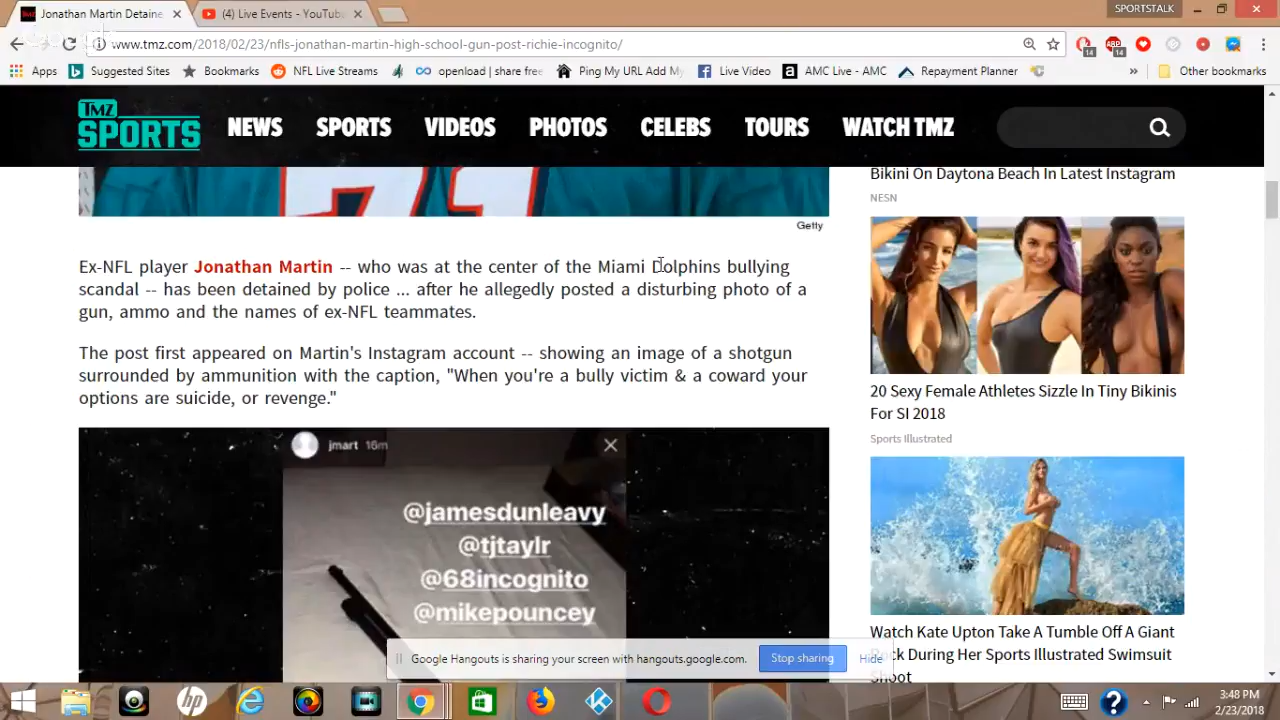 Jonathan Martin Detaine
(4) Live Events - YouTub
SPORTSTALK
www.tmz.com/2018/02/23/nfls-jonathan-martin-high-school-gun-post-richie-incognito/
14
14
Apps
Suggested Sites
Bookmarks
NFL Live Streams
openload | share free
Ping My URL Add My
Live Video
AMC Live - AMC
Repayment Planner
»
Other bookmarks
TMZ
SPORTS
NEWS
SPORTS
VIDEOS
PHOTOS
CELEBS
TOURS
WATCH TMZ
Getty
Ex-NFL player Jonathan Martin -- who was at the center of the Miami Dolphins bullying
scandal -- has been detained by police ... after he allegedly posted a disturbing photo of a
gun, ammo and the names of ex-NFL teammates.
The post first appeared on Martin's Instagram account -- showing an image of a shotgun
surrounded by ammunition with the caption, "When you're a bully victim & a coward your
options are suicide, or revenge."
jmart 16m
@jamesdunleavy
@tjtaylr
@68incognito
@mikepouncey
Bikini On Daytona Beach In Latest Instagram
NESN
20 Sexy Female Athletes Sizzle In Tiny Bikinis
For SI 2018
Sports Illustrated
Watch Kate Upton Take A Tumble Off A Giant
Rock During Her Sports Illustrated Swimsuit
Shoot
Google Hangouts is sharing your screen with hangouts.google.com.
Stop sharing
Hide
3:48 PM
2/23/2018